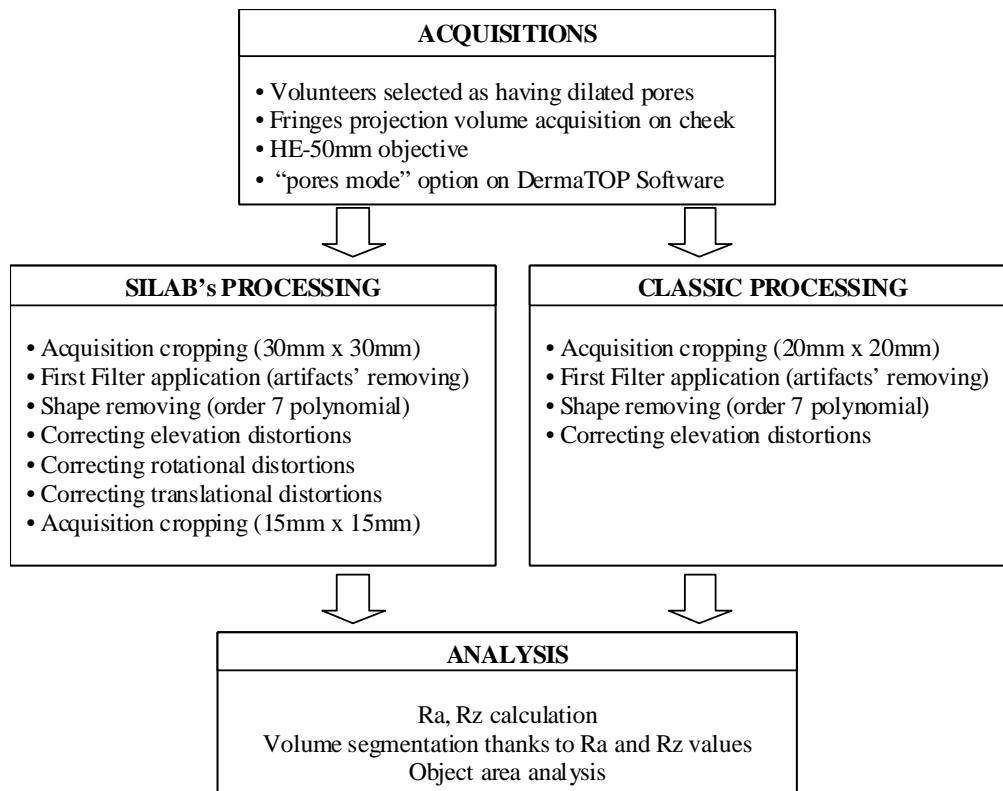 ACQUISITIONS
• Volunteers selected as having dilated pores
• Fringes projection volume acquisition on cheek
• HE-50mm objective
• “pores mode” option on DermaTOP Software
SILAB’s PROCESSING
• Acquisition cropping (30mm x 30mm)
• First Filter application (artifacts’ removing)
• Shape removing (order 7 polynomial)
• Correcting elevation distortions
• Correcting rotational distortions
• Correcting translational distortions
• Acquisition cropping (15mm x 15mm)
CLASSIC PROCESSING
• Acquisition cropping (20mm x 20mm)
• First Filter application (artifacts’ removing)
• Shape removing (order 7 polynomial)
• Correcting elevation distortions
ANALYSIS
Ra, Rz calculation
Volume segmentation thanks to Ra and Rz values
Object area analysis